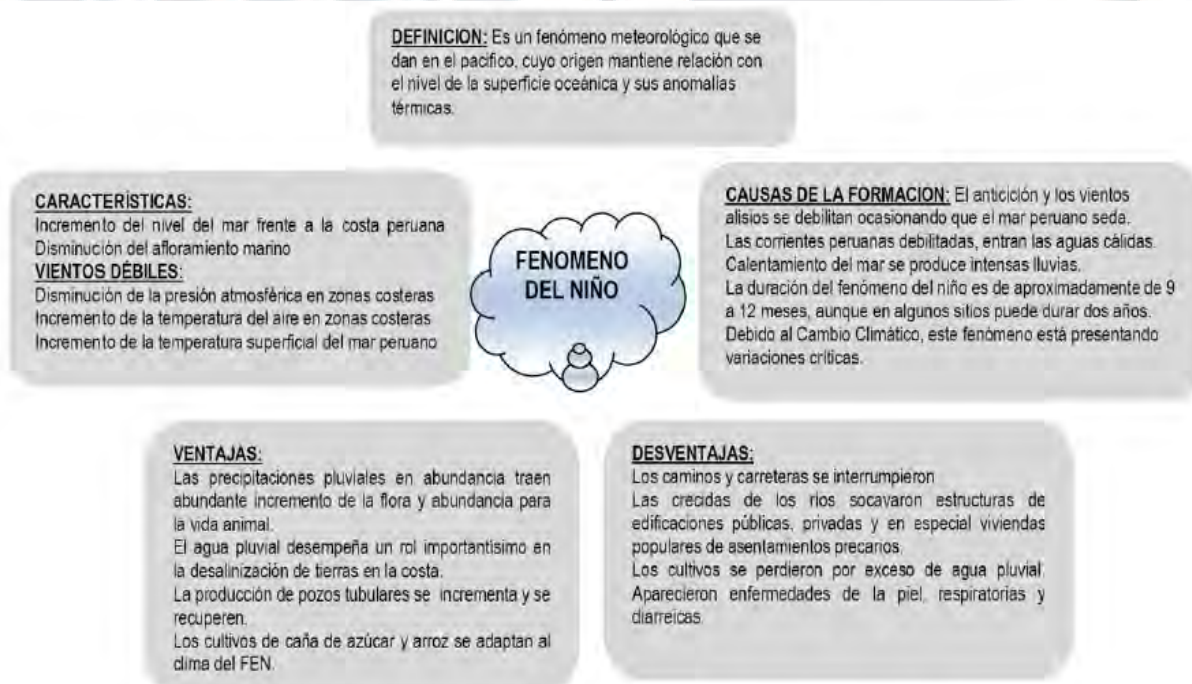 DEFINICION: Es un fenómeno meteorológico que se
dan en el pacifico, cuyo origen mantiene relación con
el nivel de la superficie oceánica y sus anomalías
térmicas.
CARACTERÍSTICAS:
Incremento del nivel del mar frente a la costa peruana
Disminución del afloramiento marino
VIENTOS DÉBILES:
Disminución de la presión atmosférica en zonas costeras
Incremento de la temperatura del aire en zonas costeras
Incremento de la temperatura superficial del mar peruano
FENOMENO
DEL NIÑO
CAUSAS DE LA FORMACION: El anticición y los vientos
alisios se debilitan ocasionando que el mar peruano seda.
Las corrientes peruanas debilitadas, entran las aguas cálidas.
Calentamiento del mar se produce intensas lluvias.
La duración del fenómeno del niño es de aproximadamente de 9
a 12 meses, aunque en algunos sitios puede durar dos años.
Debido al Cambio Climático, este fenómeno está presentando
variaciones críticas.
VENTAJAS:
Las precipitaciones pluviales en abundancia traen
abundante incremento de la flora y abundancia para
la vida animal.
El agua pluvial desempeña un rol importantísimo en
la desalinización de tierras en la costa.
La producción de pozos tubulares se incrementa y se
recuperen.
Los cultivos de caña de azúcar y arroz se adaptan al
clima del FEN.
DESVENTAJAS:
Los caminos y carreteras se interrumpieron
Las crecidas de los ríos socavaron estructuras de
edificaciones públicas, privadas y en especial viviendas
populares de asentamientos precarios.
Los cultivos se perdieron por exceso de agua pluvial.
Aparecieron enfermedades de la piel, respiratorias y
diarreicas.